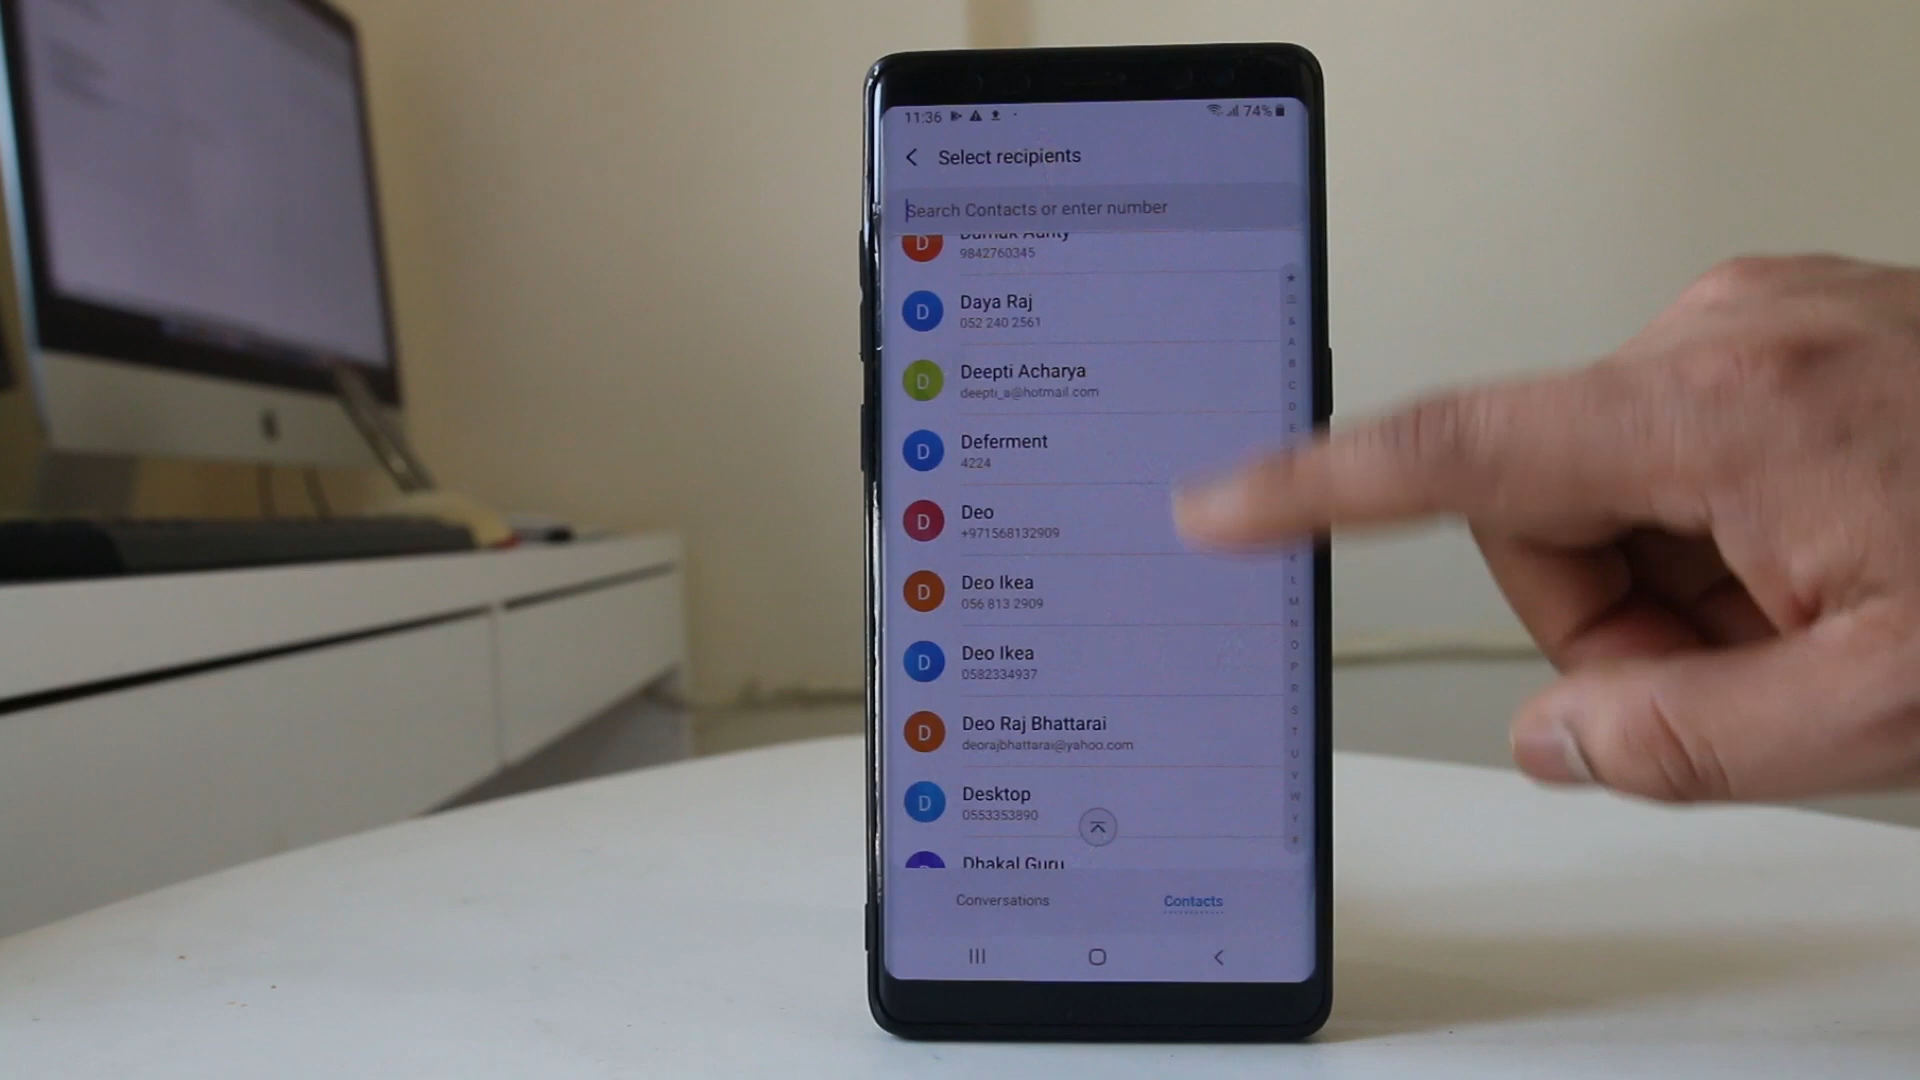 11:36
74%
Select recipients
Search Contacts or enter number
Damak Aunty
9842760345
D
Daya Raj
052 240 2561
D
Deepti Acharya
deepti_a@hotmail.com
D
Deferment
4224
D
Deo
+971568132909
D
Deo Ikea
056 813 2909
D
Deo Ikea
0582334937
D
Deo Raj Bhattarai
deorajbhattarai@yahoo.com
D
Desktop
0553353890
D
Dhakal Guru
&
A
B
C
D
E
K
L
M
N
O
P
R
S
T
U
V
W
Y
#
Conversations
Contacts